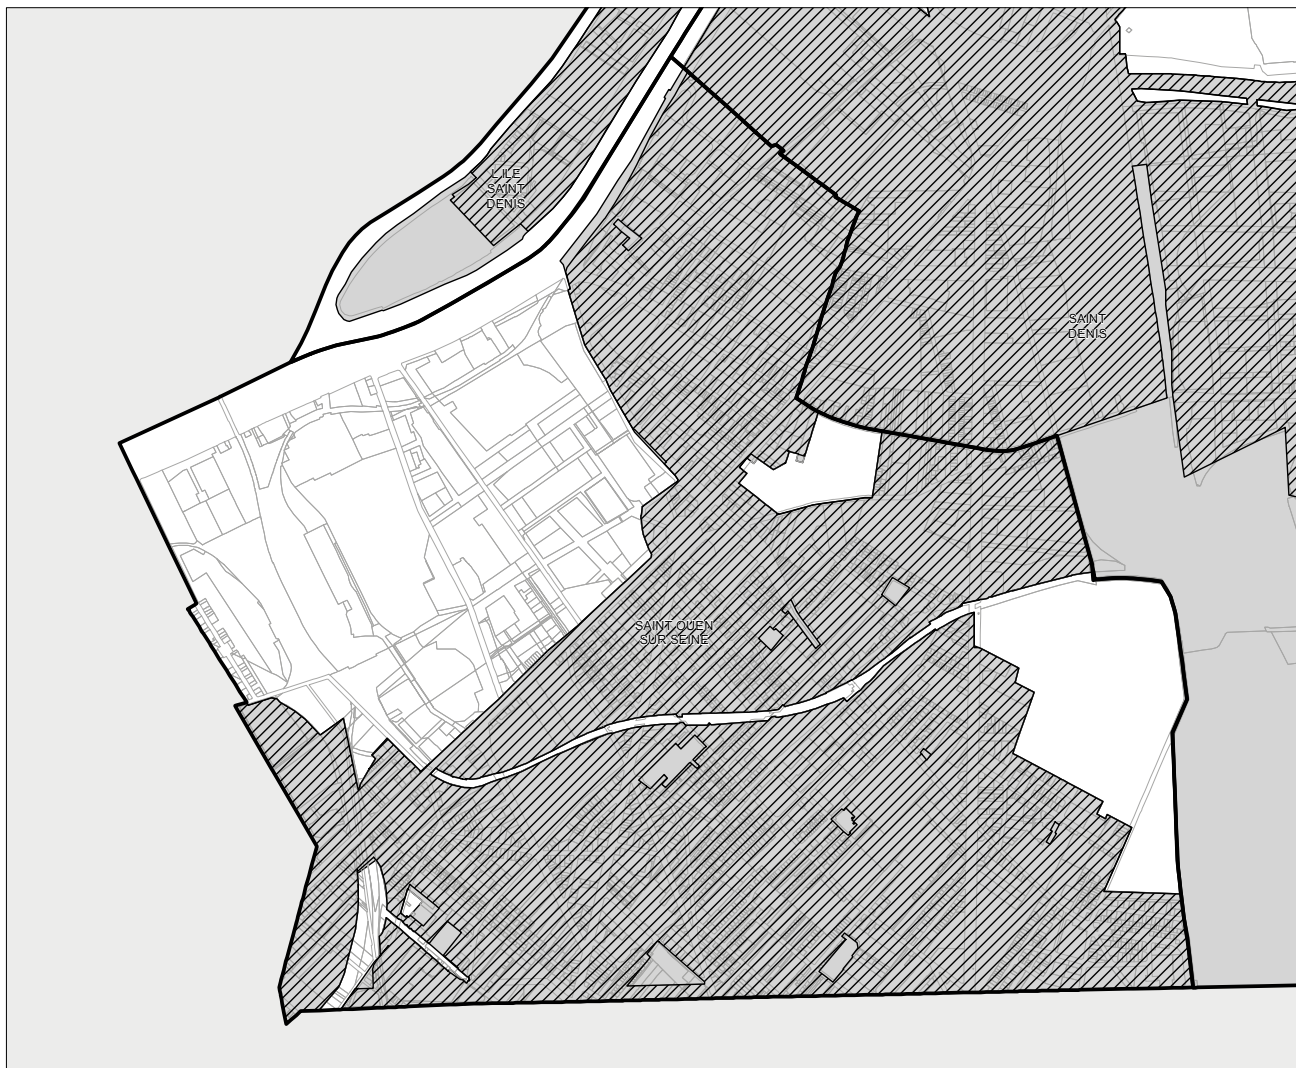 L'ILE
SAINT
DENIS
SAINT
DENIS
SAINT OUEN
SUR SEINE